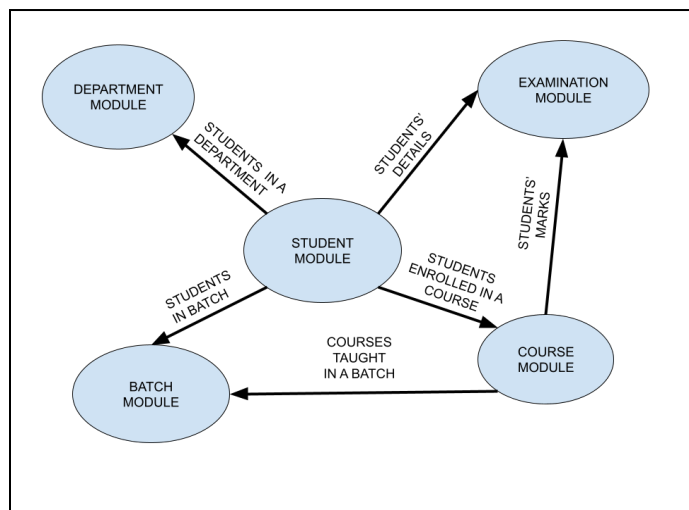 DEPARTMENT
MODULE
EXAMINATION
MODULE
STUDENTS IN A
DEPARTMENT
STUDENTS'
DETAILS
STUDENTS'
MARKS
STUDENT
MODULE
STUDENTS
ENROLLED IN A
COURSE
STUDENTS
IN BATCH
COURSES
TAUGHT
IN A BATCH
COURSE
MODULE
BATCH
MODULE